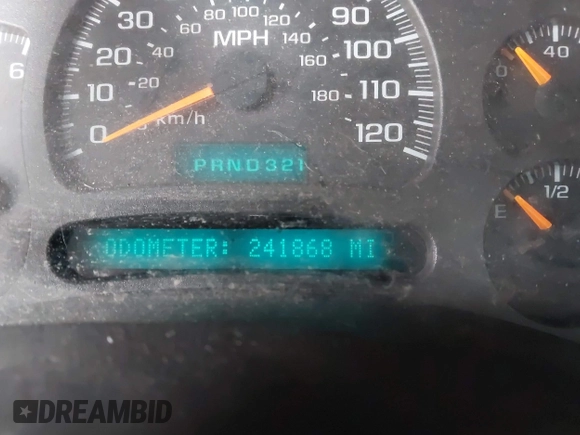 30 60 80 100 120 90
20 40 MPH 140 100
6 10 20 160 110
0 km/h 180 120
0 40
PRND321
E 1/2
ODOMETER: 241868 MI
DREAMBID